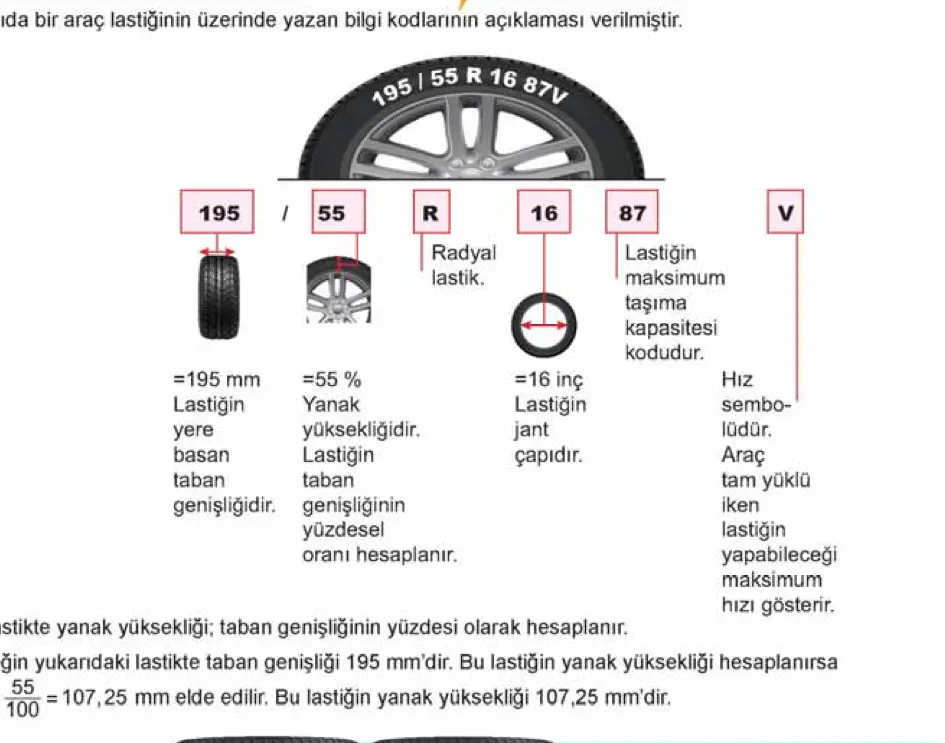 ıda bir araç lastiğinin üzerinde yazan bilgi kodlarının açıklaması verilmiştir.
195 / 55 R 16 87V
195 / 55 R 16 87 V
Radyal
lastik.
Lastiğin
maksimum
taşıma
kapasitesi
kodudur.
=195 mm
Lastiğin
yere
basan
taban
genişliğidir.
=55 %
Yanak
yüksekliğidir.
Lastiğin
taban
genişliğinin
yüzdesel
oranı hesaplanır.
=16 inç
Lastiğin
jant
çapıdır.
Hız
sembo-
lüdür.
Araç
tam yüklü
iken
lastiğin
yapabileceği
maksimum
hızı gösterir.
astikte yanak yüksekliği; taban genişliğinin yüzdesi olarak hesaplanır.
eğin yukarıdaki lastikte taban genişliği 195 mm'dir. Bu lastiğin yanak yüksekliği hesaplanırsa
55/100 = 107,25 mm elde edilir. Bu lastiğin yanak yüksekliği 107,25 mm'dir.